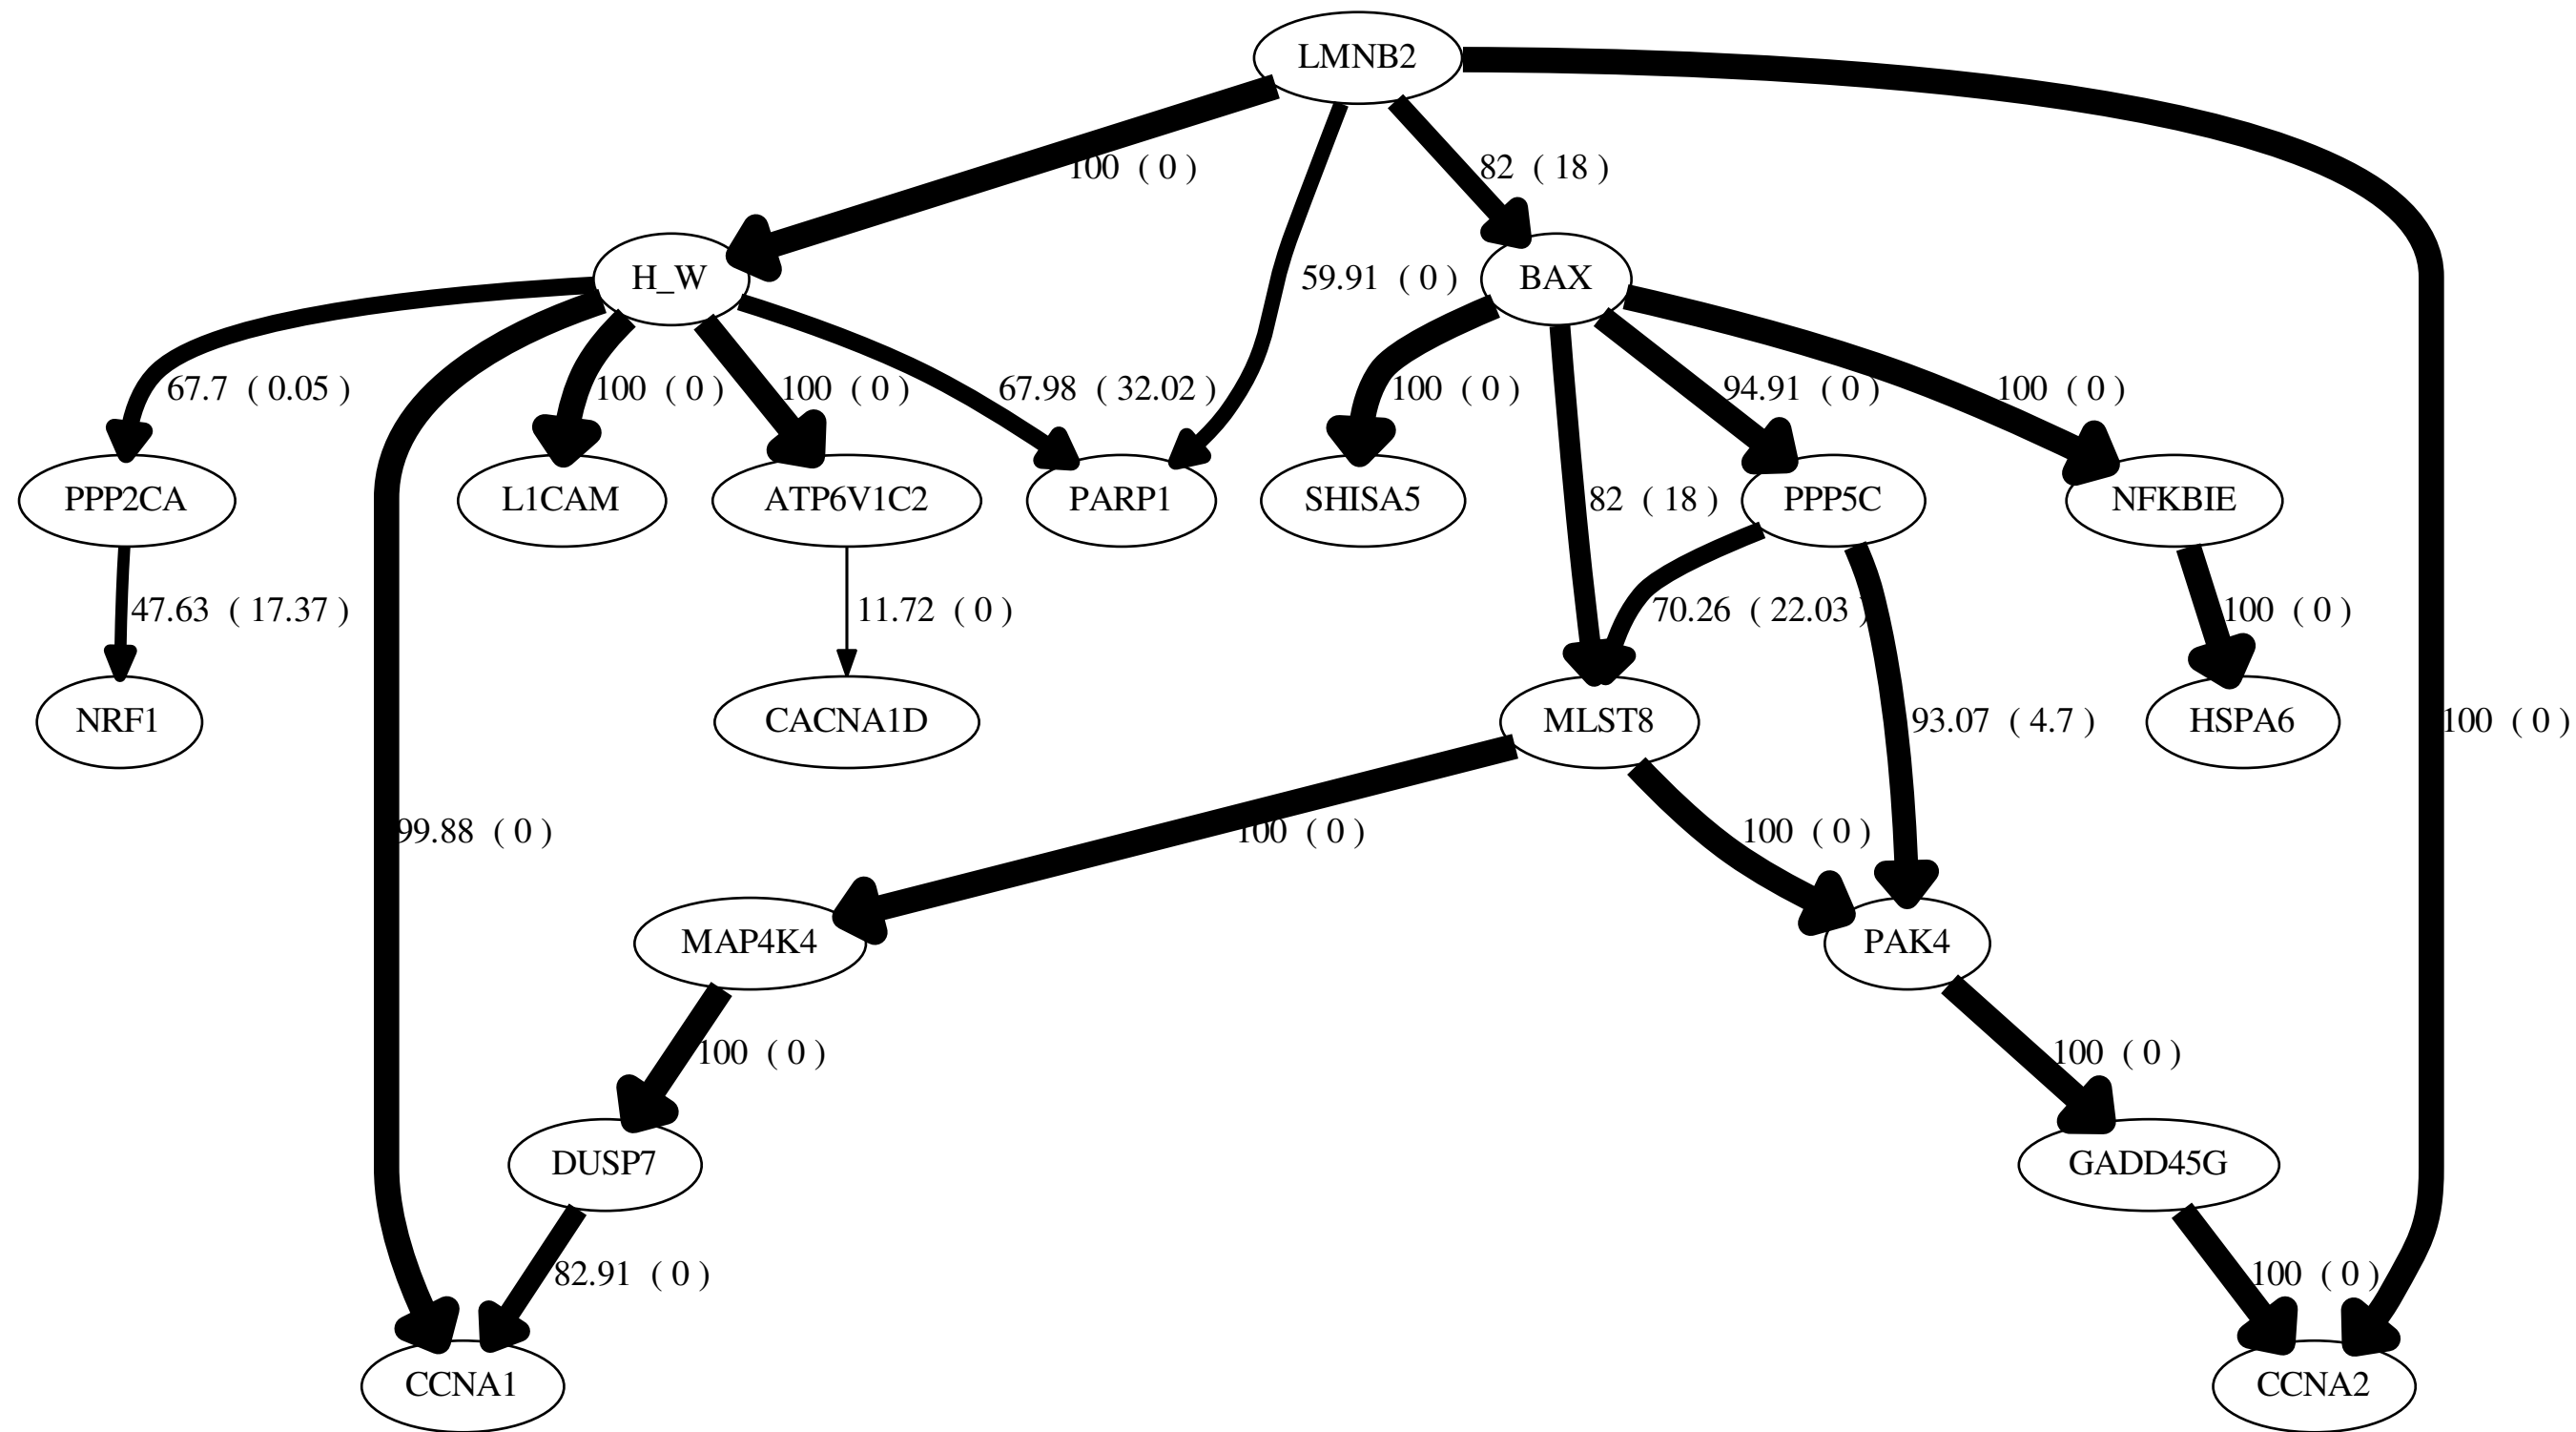 LMNB2
100 ( 0 )
82 ( 18 )
H_W
59.91 ( 0 )
BAX
67.7 ( 0.05 )
100 ( 0 )
100 ( 0 )
67.98 ( 32.02 )
100 ( 0 )
94.91 ( 0 )
100 ( 0 )
PPP2CA
L1CAM
ATP6V1C2
PARP1
SHISA5
82 ( 18 )
PPP5C
NFKBIE
47.63 ( 17.37 )
11.72 ( 0 )
70.26 ( 22.03 )
100 ( 0 )
NRF1
CACNA1D
MLST8
93.07 ( 4.7 )
HSPA6
100 ( 0 )
99.88 ( 0 )
100 ( 0 )
100 ( 0 )
MAP4K4
PAK4
100 ( 0 )
100 ( 0 )
DUSP7
GADD45G
82.91 ( 0 )
100 ( 0 )
CCNA1
CCNA2